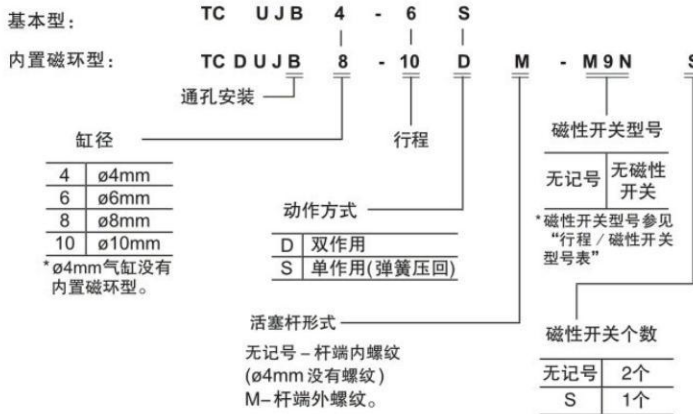 基本型: TC UJB 4 - 6 S
内置磁环型: TCDUJB 8 - 10 D M - M9N S
通孔安装
缸径
行程
磁性开关型号
4 ø4mm
6 ø6mm
8 ø8mm
10 ø10mm
*ø4mm气缸没有
内置磁环型。
动作方式
D 双作用
S 单作用(弹簧压回)
无记号 无磁性
开关
*磁性开关型号参见
“行程/磁性开关
型号表”
活塞杆形式
无记号–杆端内螺纹
(ø4mm没有螺纹)
M–杆端外螺纹。
磁性开关个数
无记号 2个
S 1个